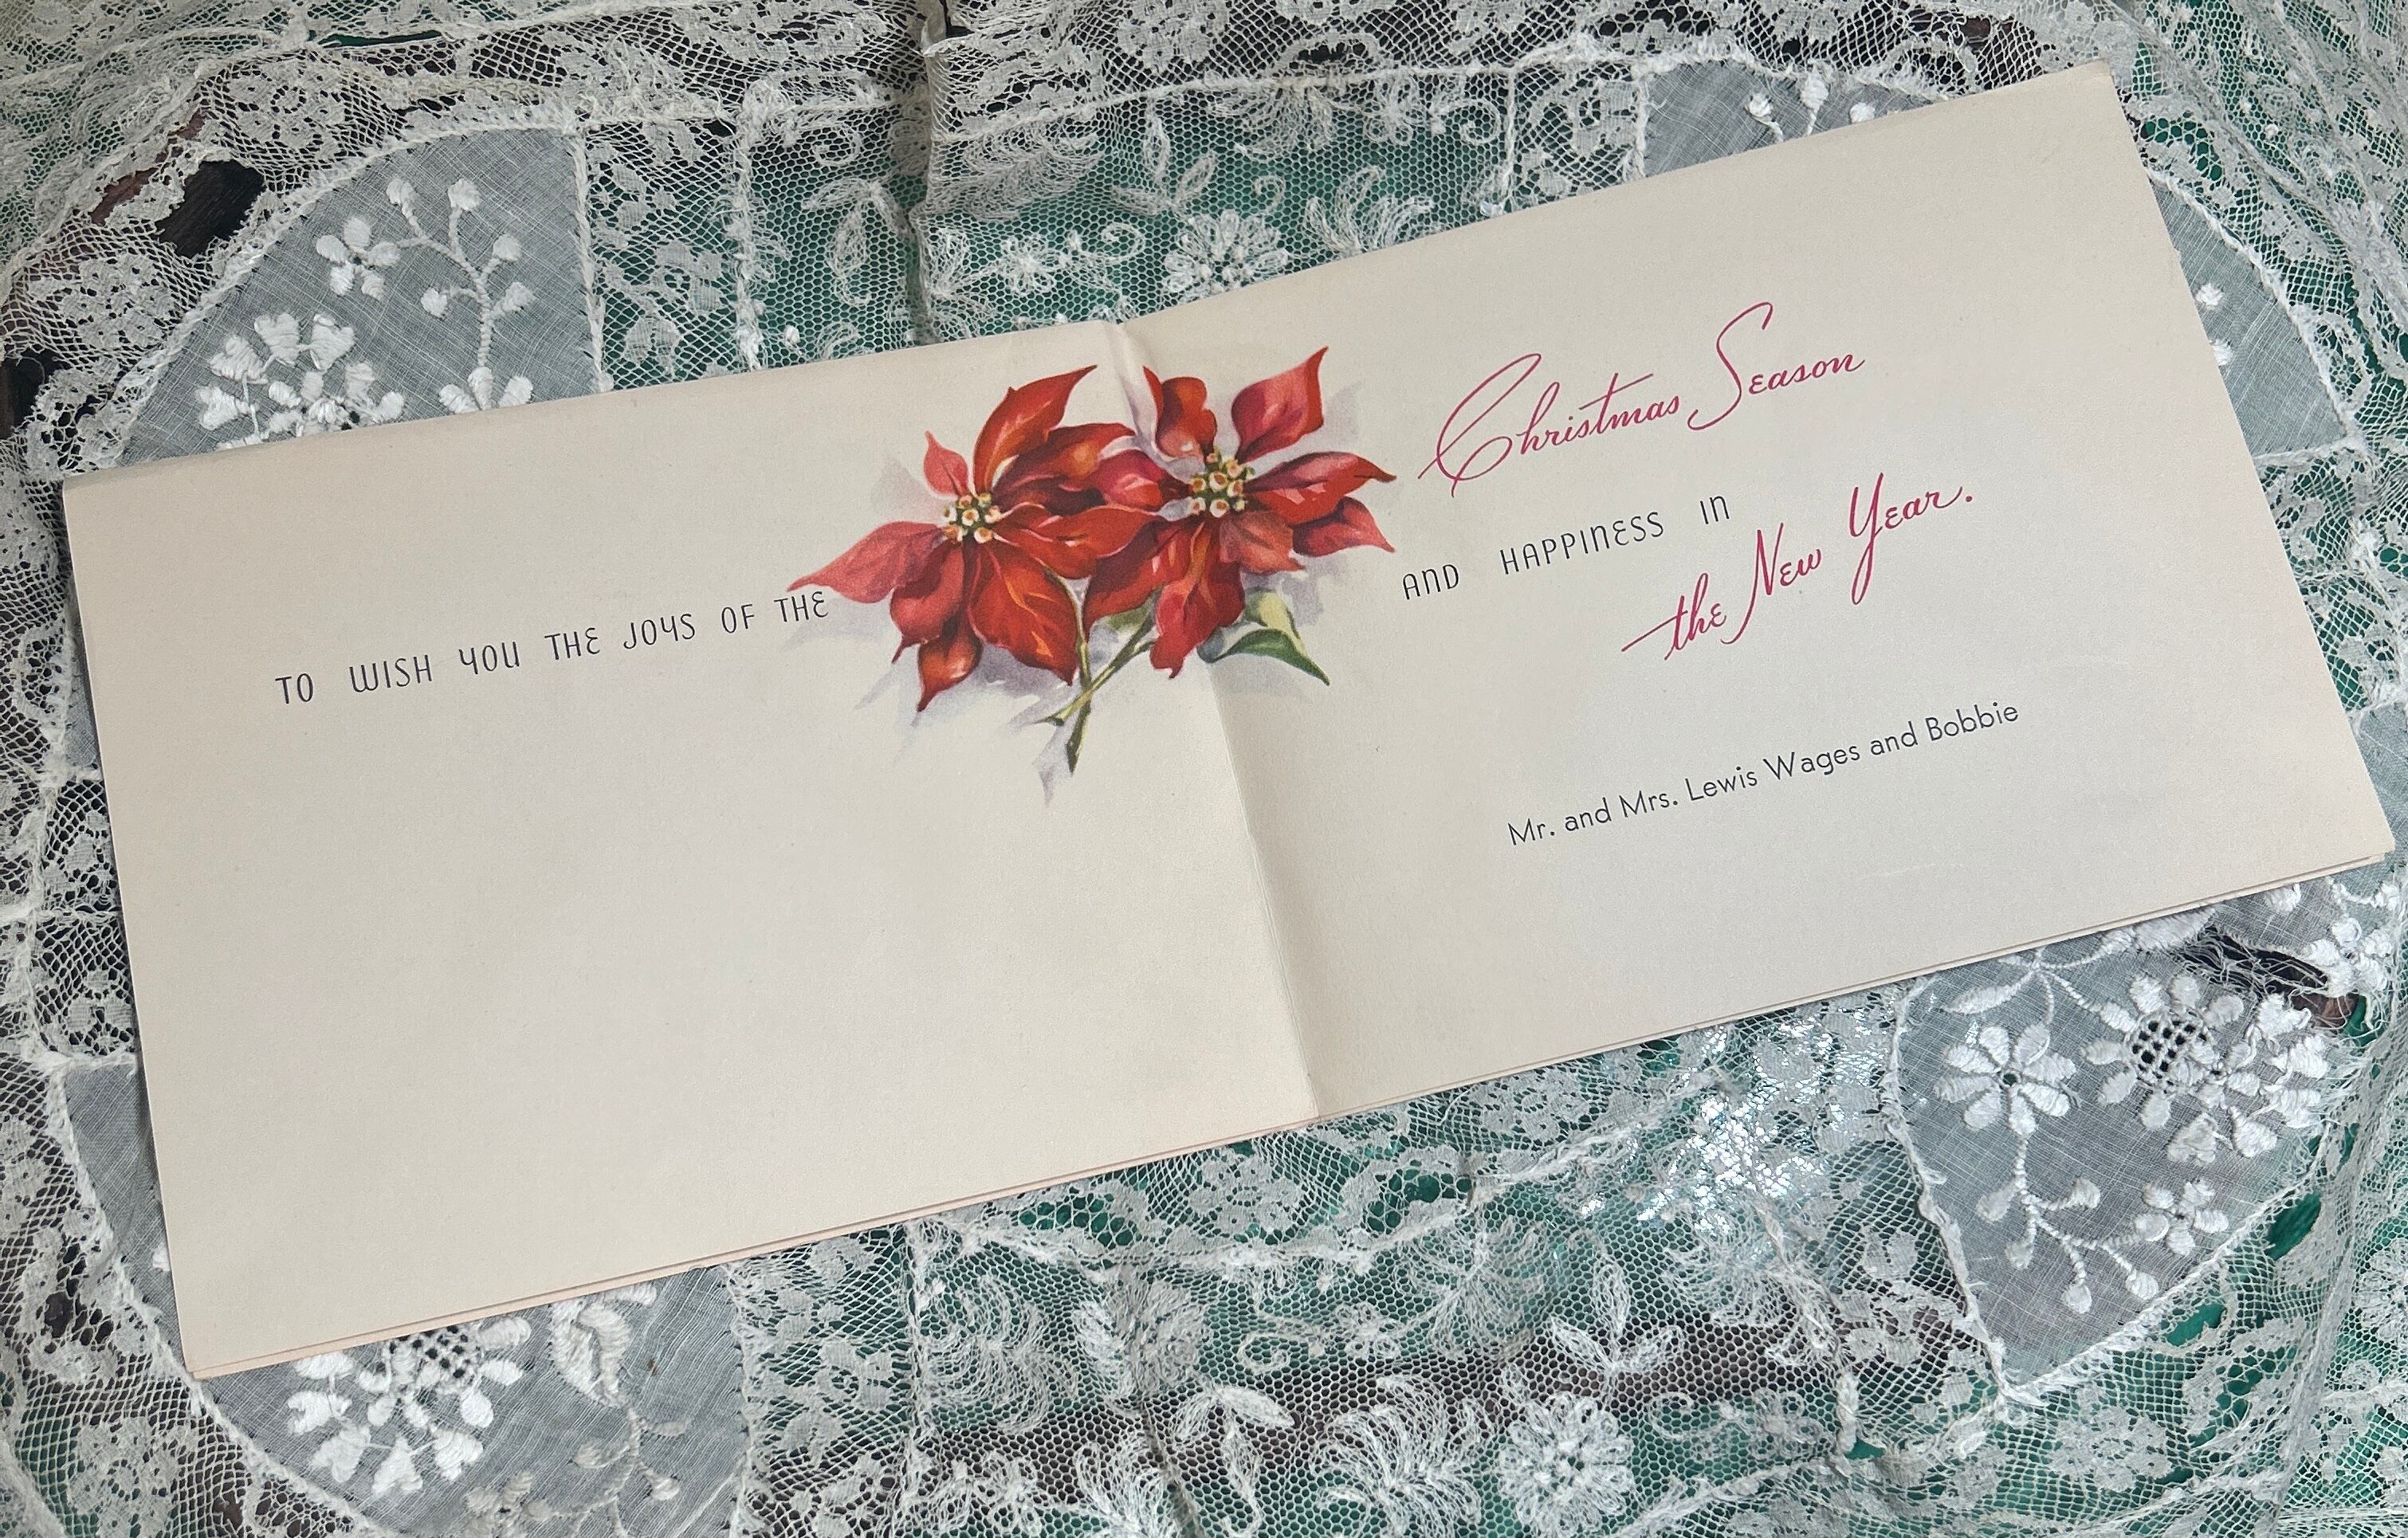 TO WISH YOU THE JOYS OF THE
Christmas Season
AND HAPPINESS IN
the New Year.
Mr. and Mrs. Lewis Wages and Bobbie